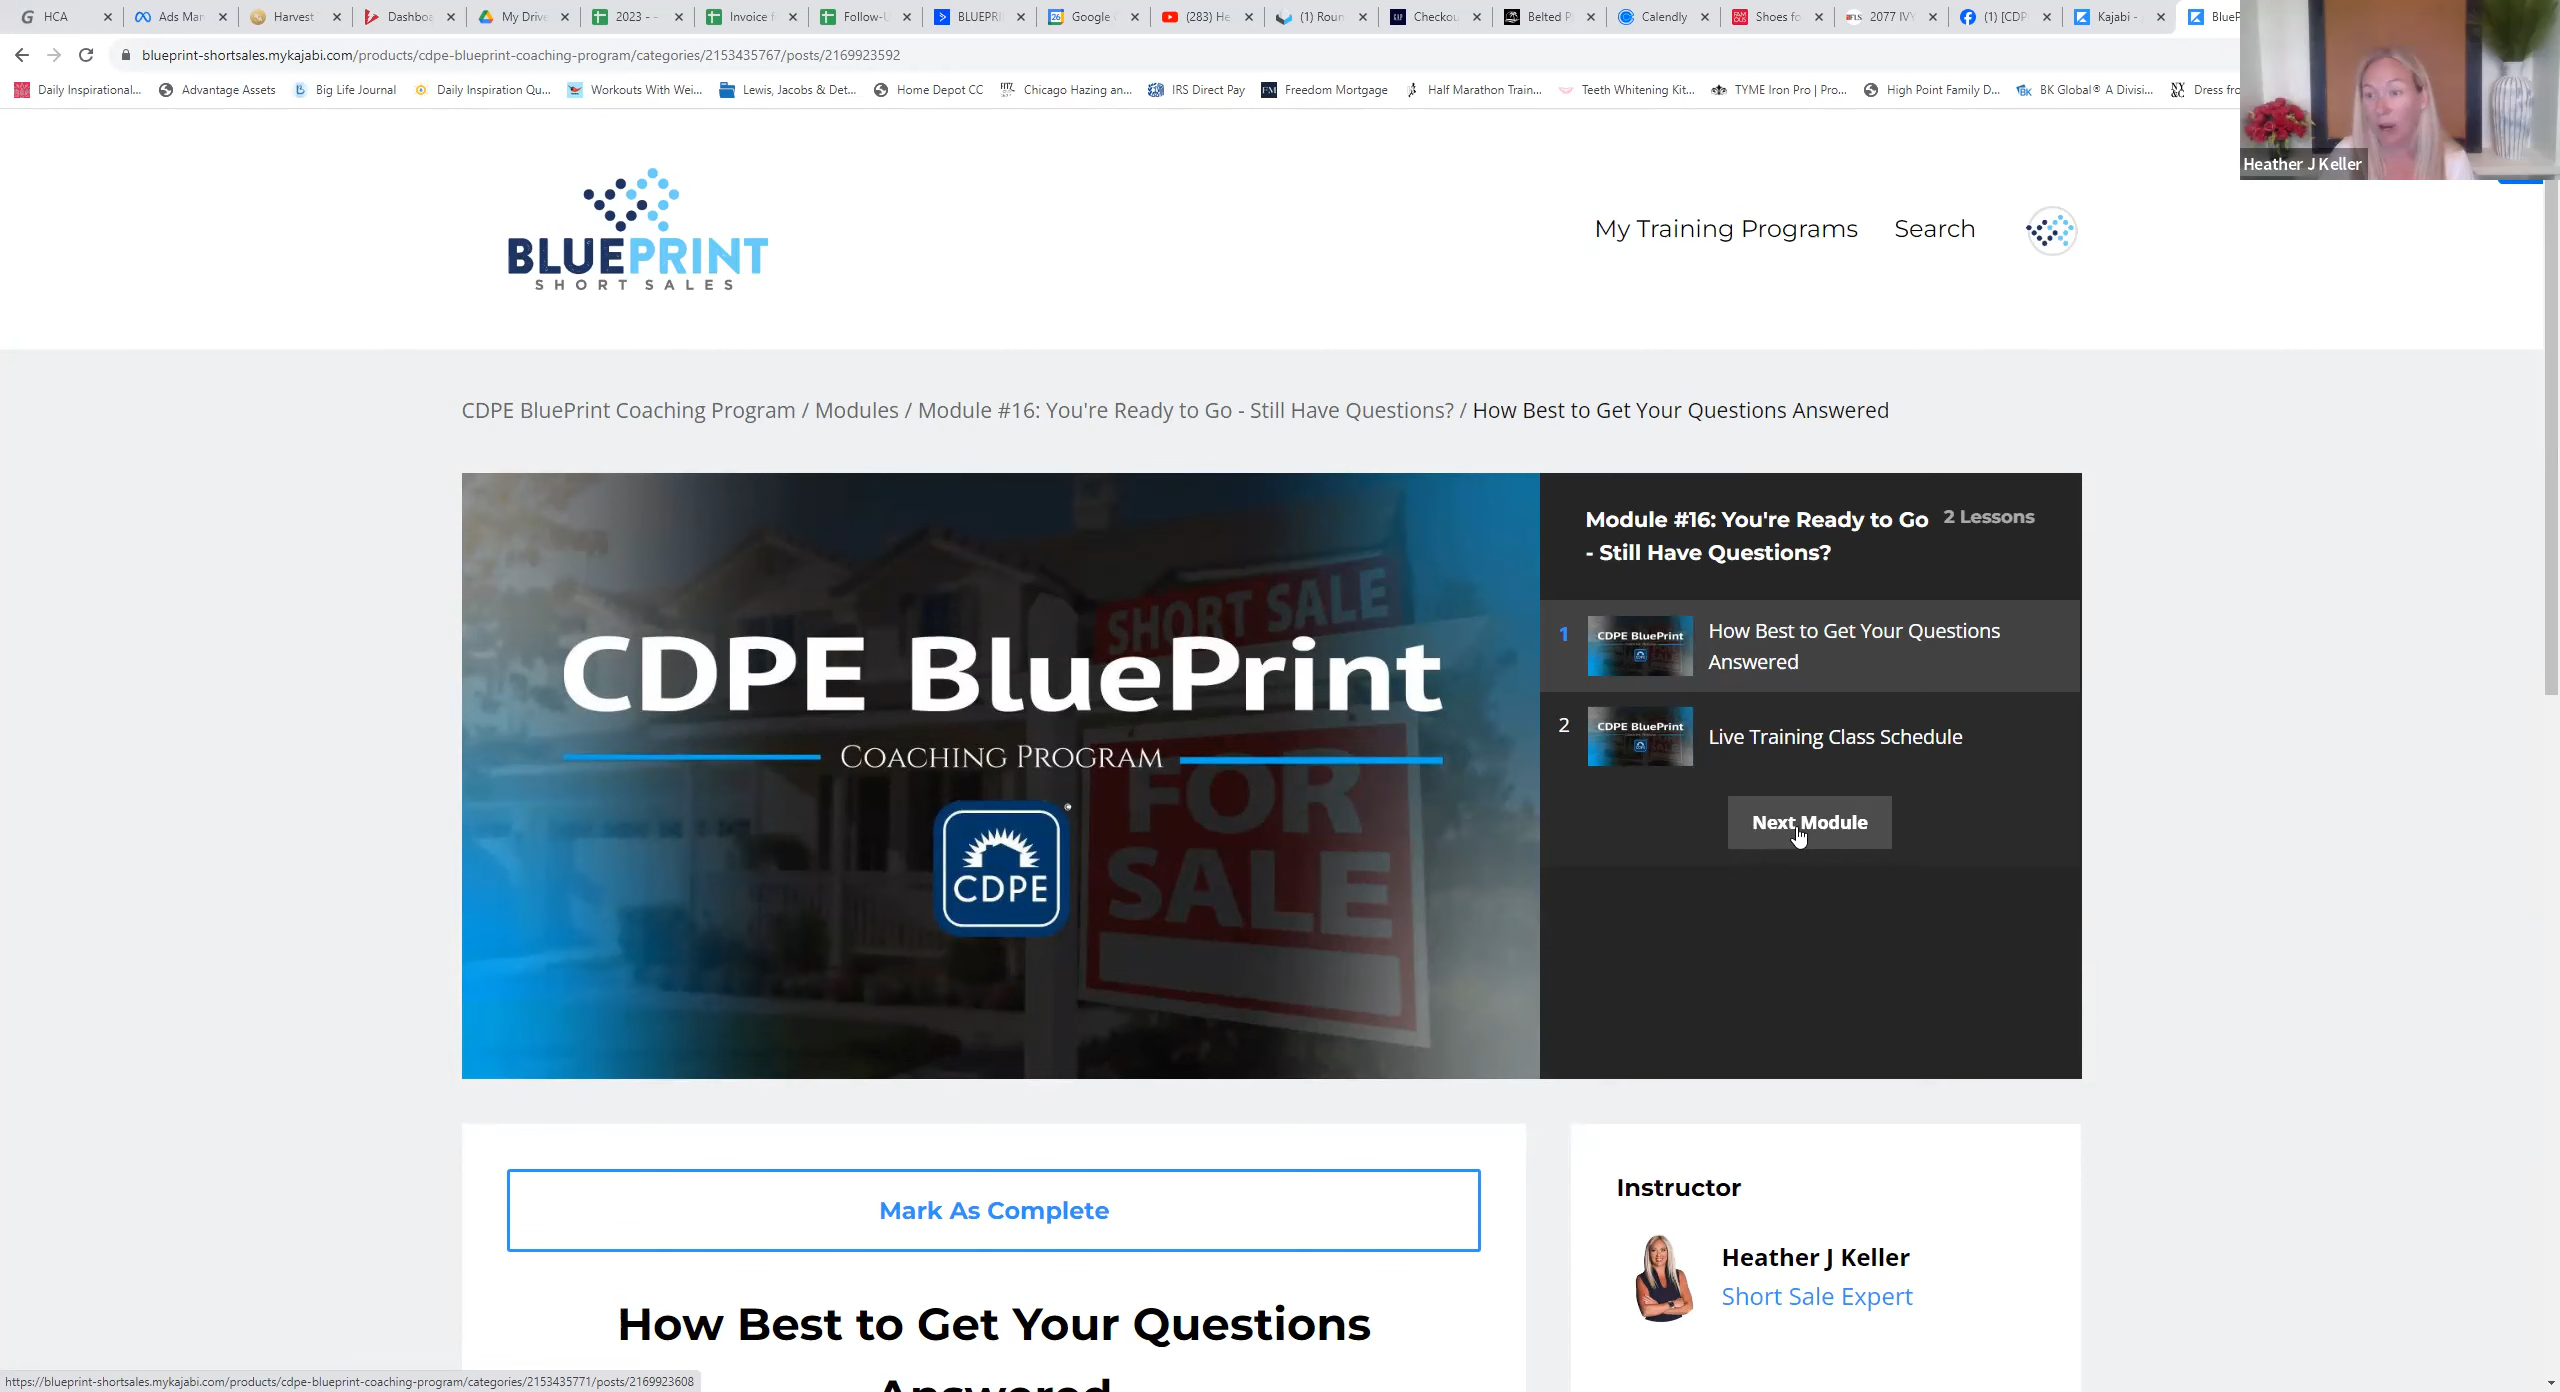 HCA
Ads Man
Harvest
Dashboa
My Drive
2023 - -
Invoice f
Follow-U
BLUEPRI
Google
(283) He
(1) Roun
Checkou
Belted P
Calendly
Shoes fo
2077 IVY
(1) [CDP
Kajabi -
BlueP
blueprint-shortsales.mykajabi.com/products/cdpe-blueprint-coaching-program/categories/2153435767/posts/2169923592
Daily Inspirational...
Advantage Assets
Big Life Journal
Daily Inspiration Qu...
Workouts With Wei...
Lewis, Jacobs & Det...
Home Depot CC
Chicago Hazing an...
IRS Direct Pay
Freedom Mortgage
Half Marathon Train...
Teeth Whitening Kit...
TYME Iron Pro | Pro...
High Point Family D...
BK Global® A Divisi...
Dress fro
Heather J Keller
BLUEPRINT
SHORT SALES
My Training Programs
Search
CDPE BluePrint Coaching Program / Modules / Module #16: You're Ready to Go - Still Have Questions? / How Best to Get Your Questions Answered
SHORT SALE
CDPE BluePrint
COACHING PROGRAM
FOR
SALE
CDPE
Module #16: You're Ready to Go
- Still Have Questions?
2 Lessons
1
CDPE BluePrint
How Best to Get Your Questions
Answered
2
CDPE BluePrint
Live Training Class Schedule
Next Module
Mark As Complete
How Best to Get Your Questions
Answered
Instructor
Heather J Keller
Short Sale Expert
https://blueprint-shortsales.mykajabi.com/products/cdpe-blueprint-coaching-program/categories/2153435771/posts/2169923608